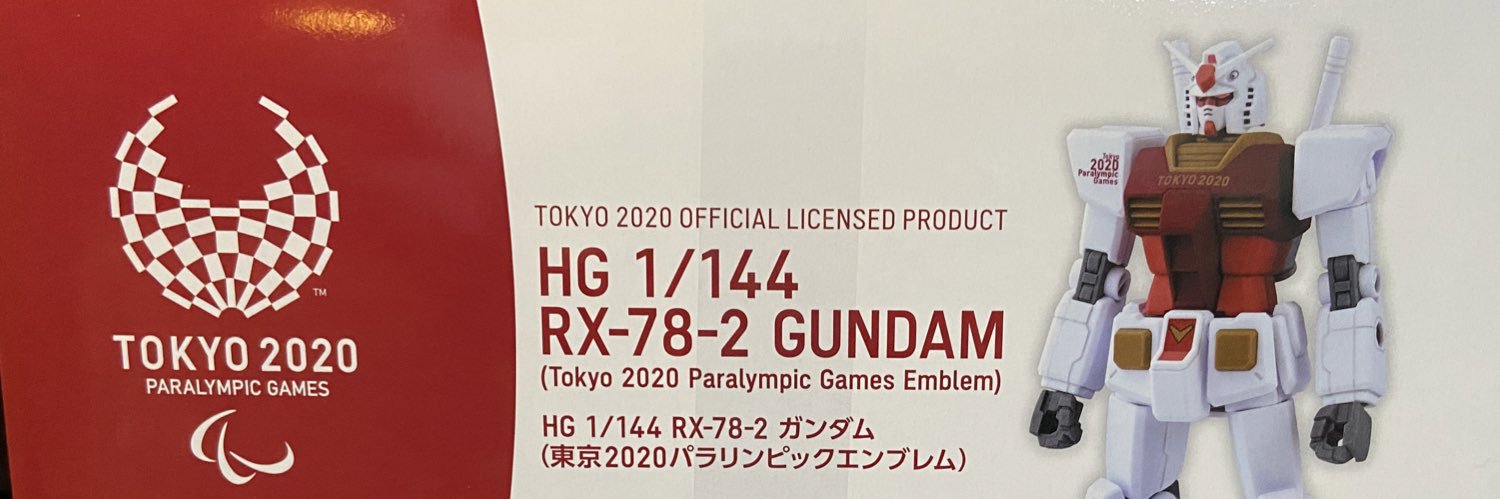 TM
TOKYO 2020
PARALYMPIC GAMES
TOKYO 2020 OFFICIAL LICENSED PRODUCT
HG 1/144
RX-78-2 GUNDAM
(Tokyo 2020 Paralympic Games Emblem)
HG 1/144 RX-78-2 ガンダム
(東京2020パラリンピックエンブレム)
Tokyo
2020
Paralympic
Games
TOKYO 2020